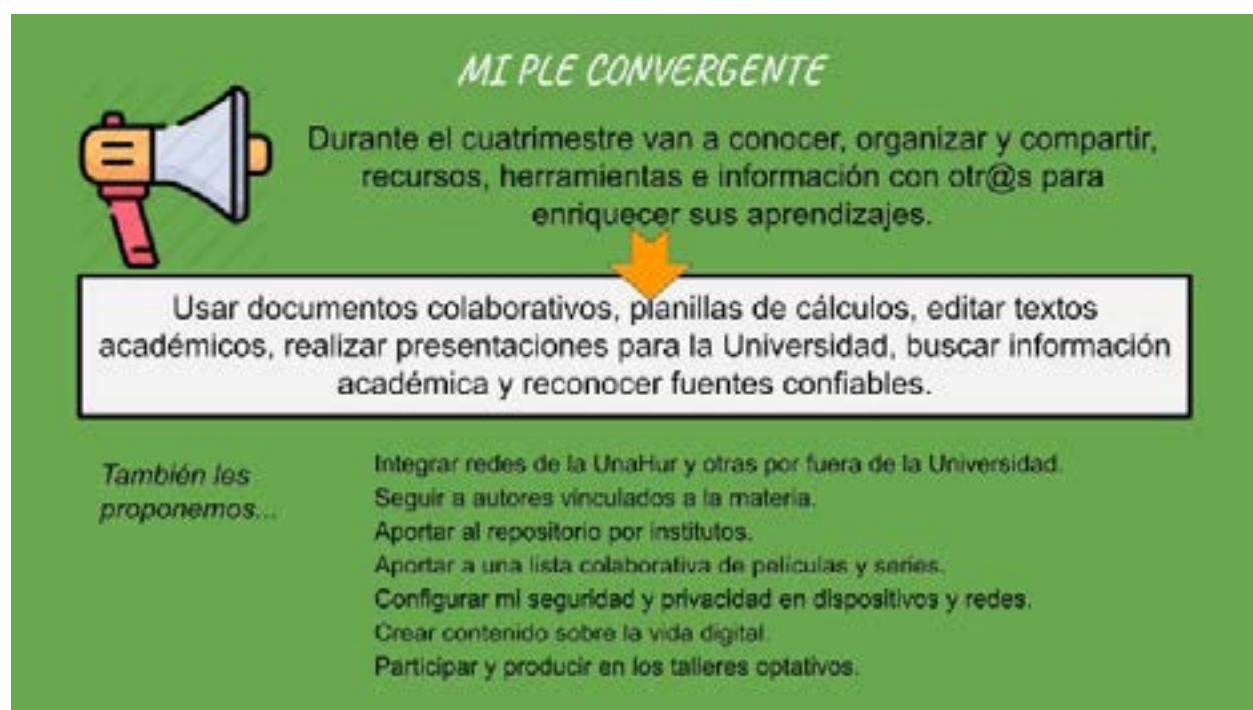 MI PLE CONVERGENTE
Durante el cuatrimestre van a conocer, organizar y compartir,
recursos, herramientas e información con otr@s para
enriquecer sus aprendizajes.
Usar documentos colaborativos, planillas de cálculos, editar textos
académicos, realizar presentaciones para la Universidad, buscar información
académica y reconocer fuentes confiables.
También les
proponemos...
Integrar redes de la UnaHur y otras por fuera de la Universidad.
Seguir a autores vinculados a la materia.
Aportar al repositorio por institutos.
Aportar a una lista colaborativa de películas y series.
Configurar mi seguridad y privacidad en dispositivos y redes.
Crear contenido sobre la vida digital.
Participar y producir en los talleres optativos.